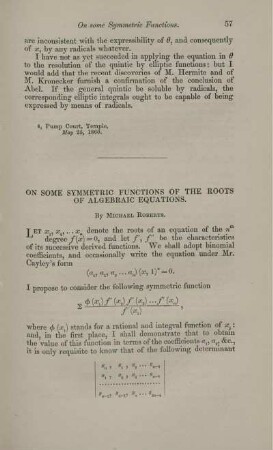 On some Symmetric Functions. 57
are inconsistent with the expressibility of θ, and consequently
of x, by any radicals whatever.
I have not as yet succeeded in applying the equation in θ
to the resolution of the quintic by elliptic functions; but I
would add that the recent discoveries of M. Hermite and of
M. Kronecker furnish a confirmation of the conclusion of
Abel. If the general quintic be soluble by radicals, the
corresponding elliptic integrals ought to be capable of being
expressed by means of radicals.
4, Pump Court, Temple,
May 25, 1860.
ON SOME SYMMETRIC FUNCTIONS OF THE ROOTS
OF ALGEBRAIC EQUATIONS.
By MICHAEL ROBERTS.
LET x₁, x₂, ... xₙ denote the roots of an equation of the nᵗʰ
degree f(x) = 0, and let f', f'' be the characteristics
of its successive derived functions. We shall adopt binomial
coefficients, and occasionally write the equation under Mr.
Cayley's form
(a₀, a₁, a₂ ... aₙ) (x, 1)ⁿ = 0.
I propose to consider the following symmetric function
Σ φ(x₁) f''(x₁) f''(x₂) ... f''(xₙ) / f'(x₁) ,
where φ(x₁) stands for a rational and integral function of x₁:
and, in the first place, I shall demonstrate that to obtain
the value of this function in terms of the coefficients a₀, a₁, &c.,
it is only requisite to know that of the following determinant